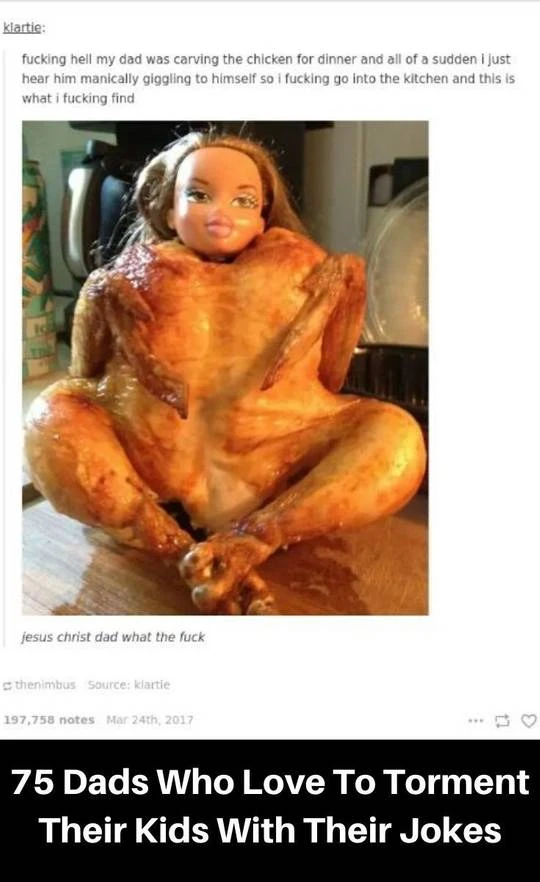 klartie:
fucking hell my dad was carving the chicken for dinner and all of a sudden i just
hear him manically giggling to himself so i fucking go into the kitchen and this is
what i fucking find
jesus christ dad what the fuck
thenimbus Source: klartie
197,758 notes Mar 24th, 2017
75 Dads Who Love To Torment
Their Kids With Their Jokes